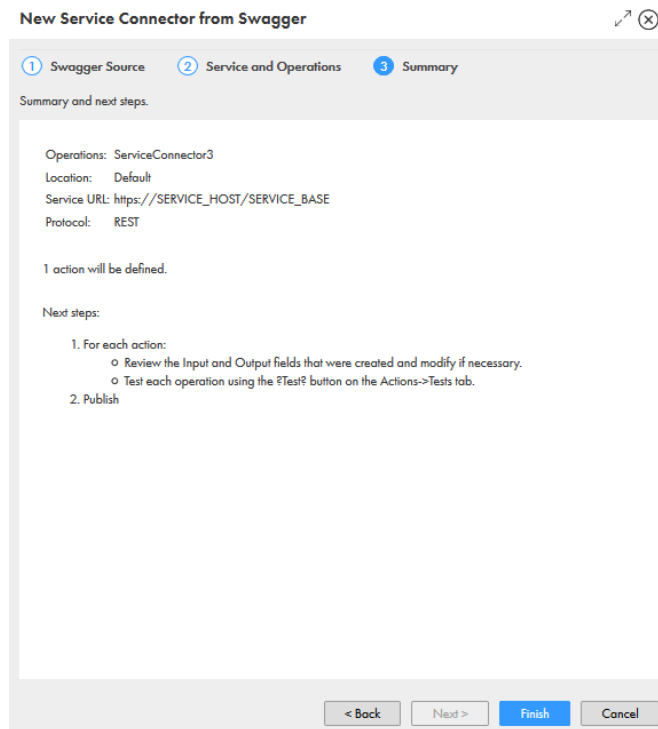 New Service Connector from Swagger
1 Swagger Source 2 Service and Operations 3 Summary
Summary and next steps.
Operations: ServiceConnector3
Location: Default
Service URL: https://SERVICE_HOST/SERVICE_BASE
Protocol: REST
1 action will be defined.
Next steps:
1. For each action:
Review the Input and Output fields that were created and modify if necessary.
Test each operation using the ?Test? button on the Actions->Tests tab.
2. Publish
< Back Next > Finish Cancel